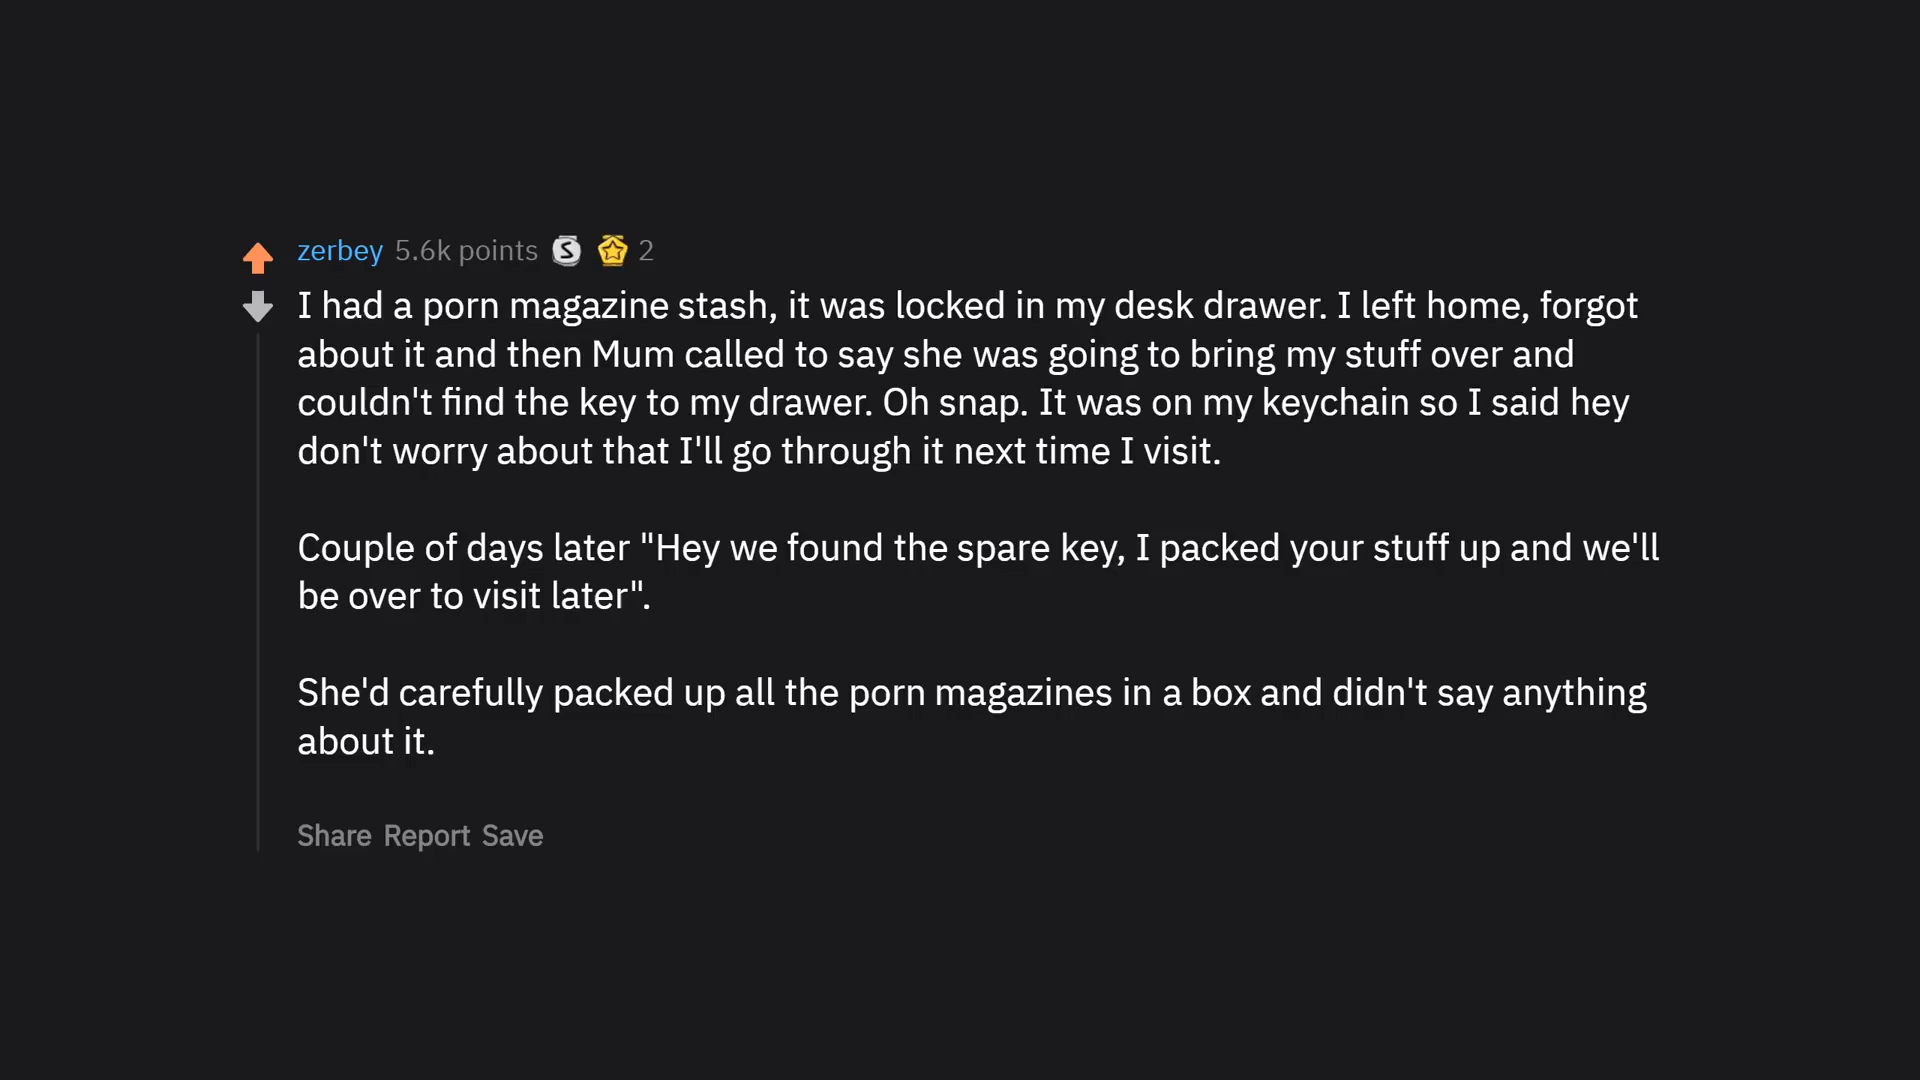 zerbey 5.6k points S 2
I had a porn magazine stash, it was locked in my desk drawer. I left home, forgot
about it and then Mum called to say she was going to bring my stuff over and
couldn't find the key to my drawer. Oh snap. It was on my keychain so I said hey
don't worry about that I'll go through it next time I visit.
Couple of days later "Hey we found the spare key, I packed your stuff up and we'll
be over to visit later".
She'd carefully packed up all the porn magazines in a box and didn't say anything
about it.
Share Report Save